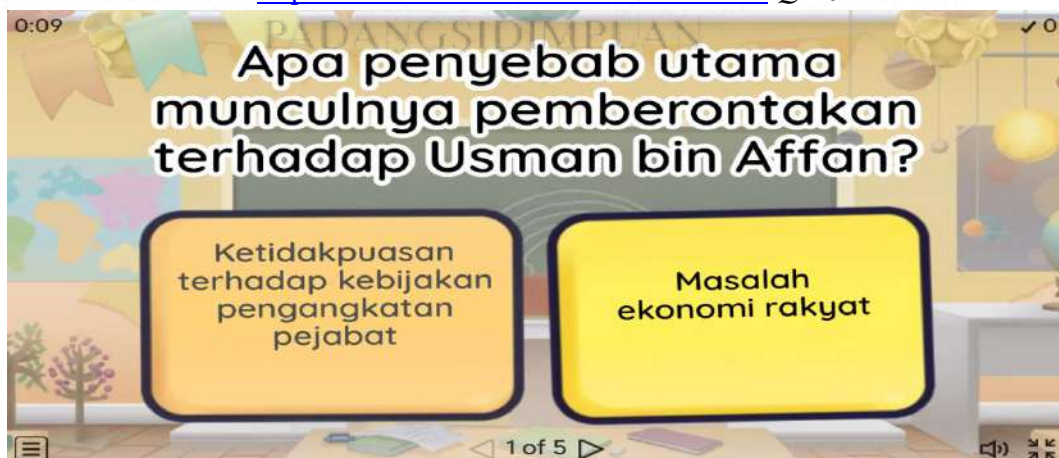 0:09
PADANGSIDIMPUAN
✓ 0
Apa penyebab utama
munculnya pemberontakan
terhadap Usman bin Affan?
Ketidakpuasan
terhadap kebijakan
pengangkatan
pejabat
Masalah
ekonomi rakyat
1 of 5